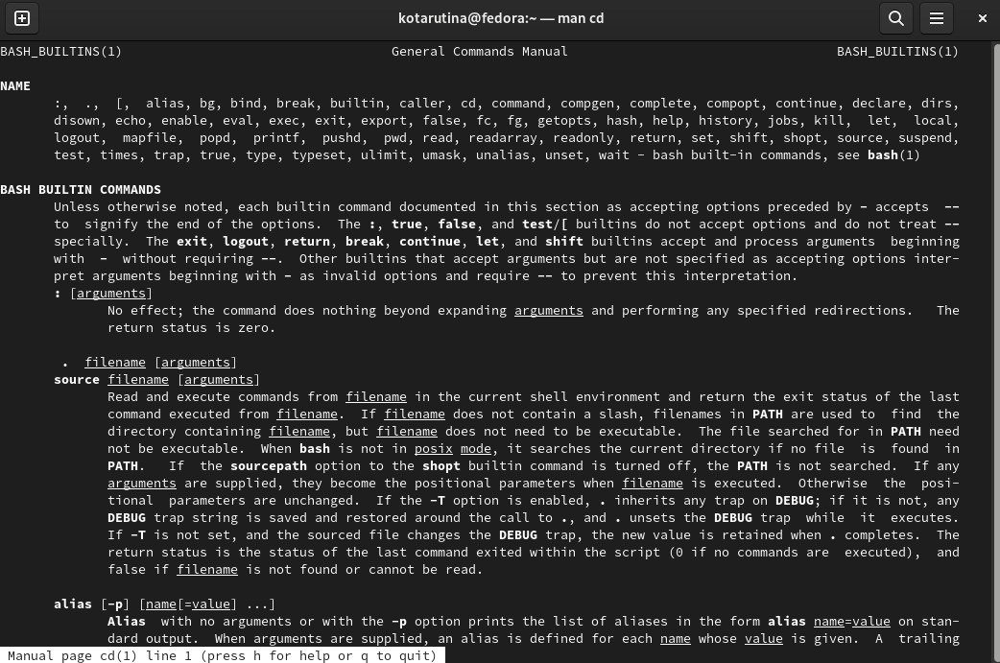 kotarutina@fedora:~ — man cd
BASH_BUILTINS(1) General Commands Manual BASH_BUILTINS(1)
NAME
:, ., [, alias, bg, bind, break, builtin, caller, cd, command, compgen, complete, compopt, continue, declare, dirs,
disown, echo, enable, eval, exec, exit, export, false, fc, fg, getopts, hash, help, history, jobs, kill, let, local,
logout, mapfile, popd, printf, pushd, pwd, read, readarray, readonly, return, set, shift, shopt, source, suspend,
test, times, trap, true, type, typeset, ulimit, umask, unalias, unset, wait - bash built-in commands, see bash(1)
BASH BUILTIN COMMANDS
Unless otherwise noted, each builtin command documented in this section as accepting options preceded by - accepts --
to signify the end of the options. The :, true, false, and test/[ builtins do not accept options and do not treat --
specially. The exit, logout, return, break, continue, let, and shift builtins accept and process arguments beginning
with - without requiring --. Other builtins that accept arguments but are not specified as accepting options inter-
pret arguments beginning with - as invalid options and require -- to prevent this interpretation.
: [arguments]
No effect; the command does nothing beyond expanding arguments and performing any specified redirections. The
return status is zero.
. filename [arguments]
source filename [arguments]
Read and execute commands from filename in the current shell environment and return the exit status of the last
command executed from filename. If filename does not contain a slash, filenames in PATH are used to find the
directory containing filename, but filename does not need to be executable. The file searched for in PATH need
not be executable. When bash is not in posix mode, it searches the current directory if no file is found in
PATH. If the sourcepath option to the shopt builtin command is turned off, the PATH is not searched. If any
arguments are supplied, they become the positional parameters when filename is executed. Otherwise the posi-
tional parameters are unchanged. If the -T option is enabled, . inherits any trap on DEBUG; if it is not, any
DEBUG trap string is saved and restored around the call to ., and . unsets the DEBUG trap while it executes.
If -T is not set, and the sourced file changes the DEBUG trap, the new value is retained when . completes. The
return status is the status of the last command exited within the script (0 if no commands are executed), and
false if filename is not found or cannot be read.
alias [-p] [name[=value] ...]
Alias with no arguments or with the -p option prints the list of aliases in the form alias name=value on stan-
dard output. When arguments are supplied, an alias is defined for each name whose value is given. A trailing
Manual page cd(1) line 1 (press h for help or q to quit)